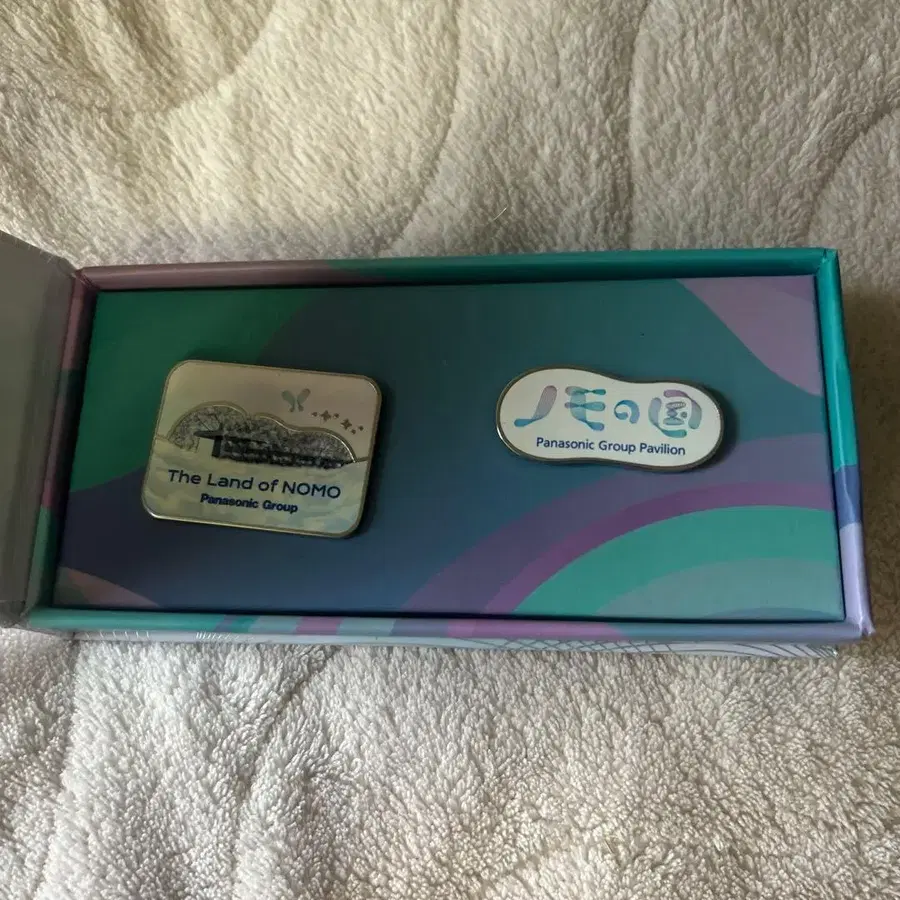 The Land of NOMO
Panasonic Group
ノモの国
Panasonic Group Pavilion